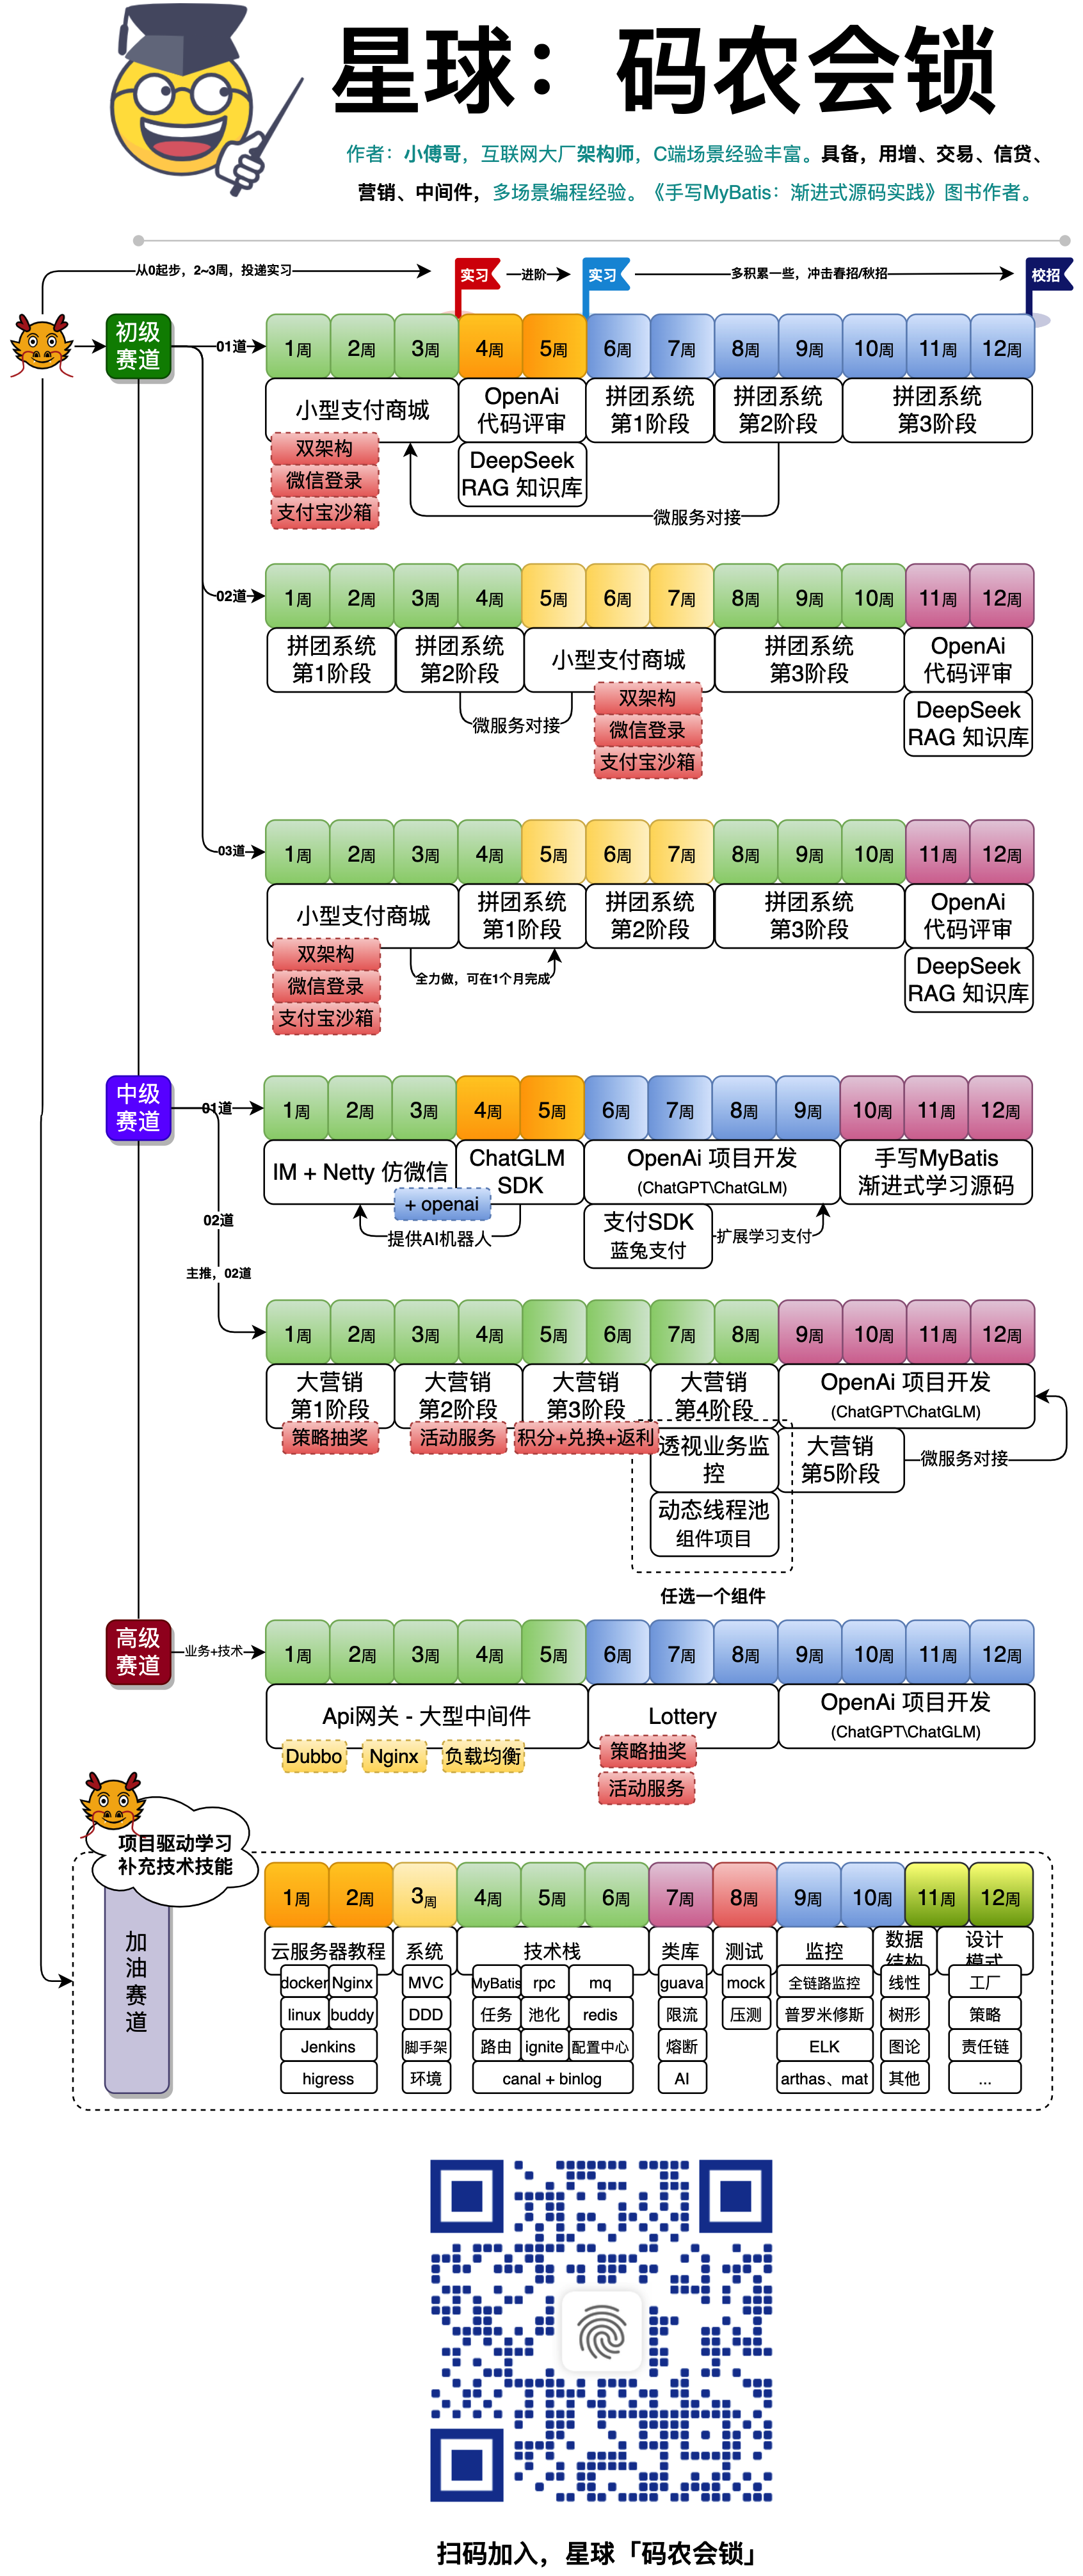 星球：码农会锁
作者：小傅哥，互联网大厂架构师，C端场景经验丰富。具备，用增、交易、信贷、
营销、中间件，多场景编程经验。《手写MyBatis：渐进式源码实践》图书作者。
从0起步，2~3周，投递实习
实习
进阶
实习
多积累一些，冲击春招/秋招
校招
初级
赛道
01道
1周 2周 3周 4周 5周 6周 7周 8周 9周 10周 11周 12周
小型支付商城
OpenAi
代码评审
拼团系统
第1阶段
拼团系统
第2阶段
拼团系统
第3阶段
双架构
微信登录
支付宝沙箱
DeepSeek
RAG 知识库
微服务对接
02道
1周 2周 3周 4周 5周 6周 7周 8周 9周 10周 11周 12周
拼团系统
第1阶段
拼团系统
第2阶段
小型支付商城
拼团系统
第3阶段
OpenAi
代码评审
微服务对接
双架构
微信登录
支付宝沙箱
DeepSeek
RAG 知识库
03道
1周 2周 3周 4周 5周 6周 7周 8周 9周 10周 11周 12周
小型支付商城
拼团系统
第1阶段
拼团系统
第2阶段
拼团系统
第3阶段
OpenAi
代码评审
双架构
微信登录
支付宝沙箱
全力做，可在1个月完成
DeepSeek
RAG 知识库
中级
赛道
01道
1周 2周 3周 4周 5周 6周 7周 8周 9周 10周 11周 12周
IM + Netty 仿微信
ChatGLM
SDK
OpenAi 项目开发
(ChatGPT\ChatGLM)
手写MyBatis
渐进式学习源码
+ openai
提供AI机器人
支付SDK
蓝兔支付
扩展学习支付
02道
主推，02道
1周 2周 3周 4周 5周 6周 7周 8周 9周 10周 11周 12周
大营销
第1阶段
大营销
第2阶段
大营销
第3阶段
大营销
第4阶段
OpenAi 项目开发
(ChatGPT\ChatGLM)
策略抽奖
活动服务
积分+兑换+返利
透视业务监
控
大营销
第5阶段
微服务对接
动态线程池
组件项目
任选一个组件
高级
赛道
业务+技术
1周 2周 3周 4周 5周 6周 7周 8周 9周 10周 11周 12周
Api网关 - 大型中间件
Lottery
OpenAi 项目开发
(ChatGPT\ChatGLM)
Dubbo
Nginx
负载均衡
策略抽奖
活动服务
项目驱动学习
补充技术技能
加
油
赛
道
1周 2周 3周 4周 5周 6周 7周 8周 9周 10周 11周 12周
云服务器教程 系统 技术栈 类库 测试 监控
数据
结构
设计
模式
docker Nginx MVC MyBatis rpc mq guava mock 全链路监控 线性 工厂
linux buddy DDD 任务 池化 redis 限流 压测 普罗米修斯 树形 策略
Jenkins 脚手架 路由 ignite 配置中心 熔断 ELK 图论 责任链
higress 环境 canal + binlog AI arthas、mat 其他 ...
扫码加入，星球「码农会锁」